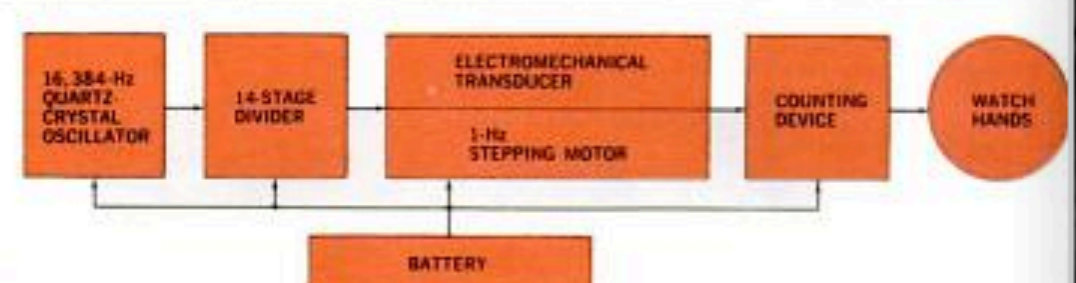 16,384-Hz
QUARTZ-
CRYSTAL
OSCILLATOR
14-STAGE
DIVIDER
ELECTROMECHANICAL
TRANSDUCER
1-Hz
STEPPING MOTOR
COUNTING
DEVICE
WATCH
HANDS
BATTERY